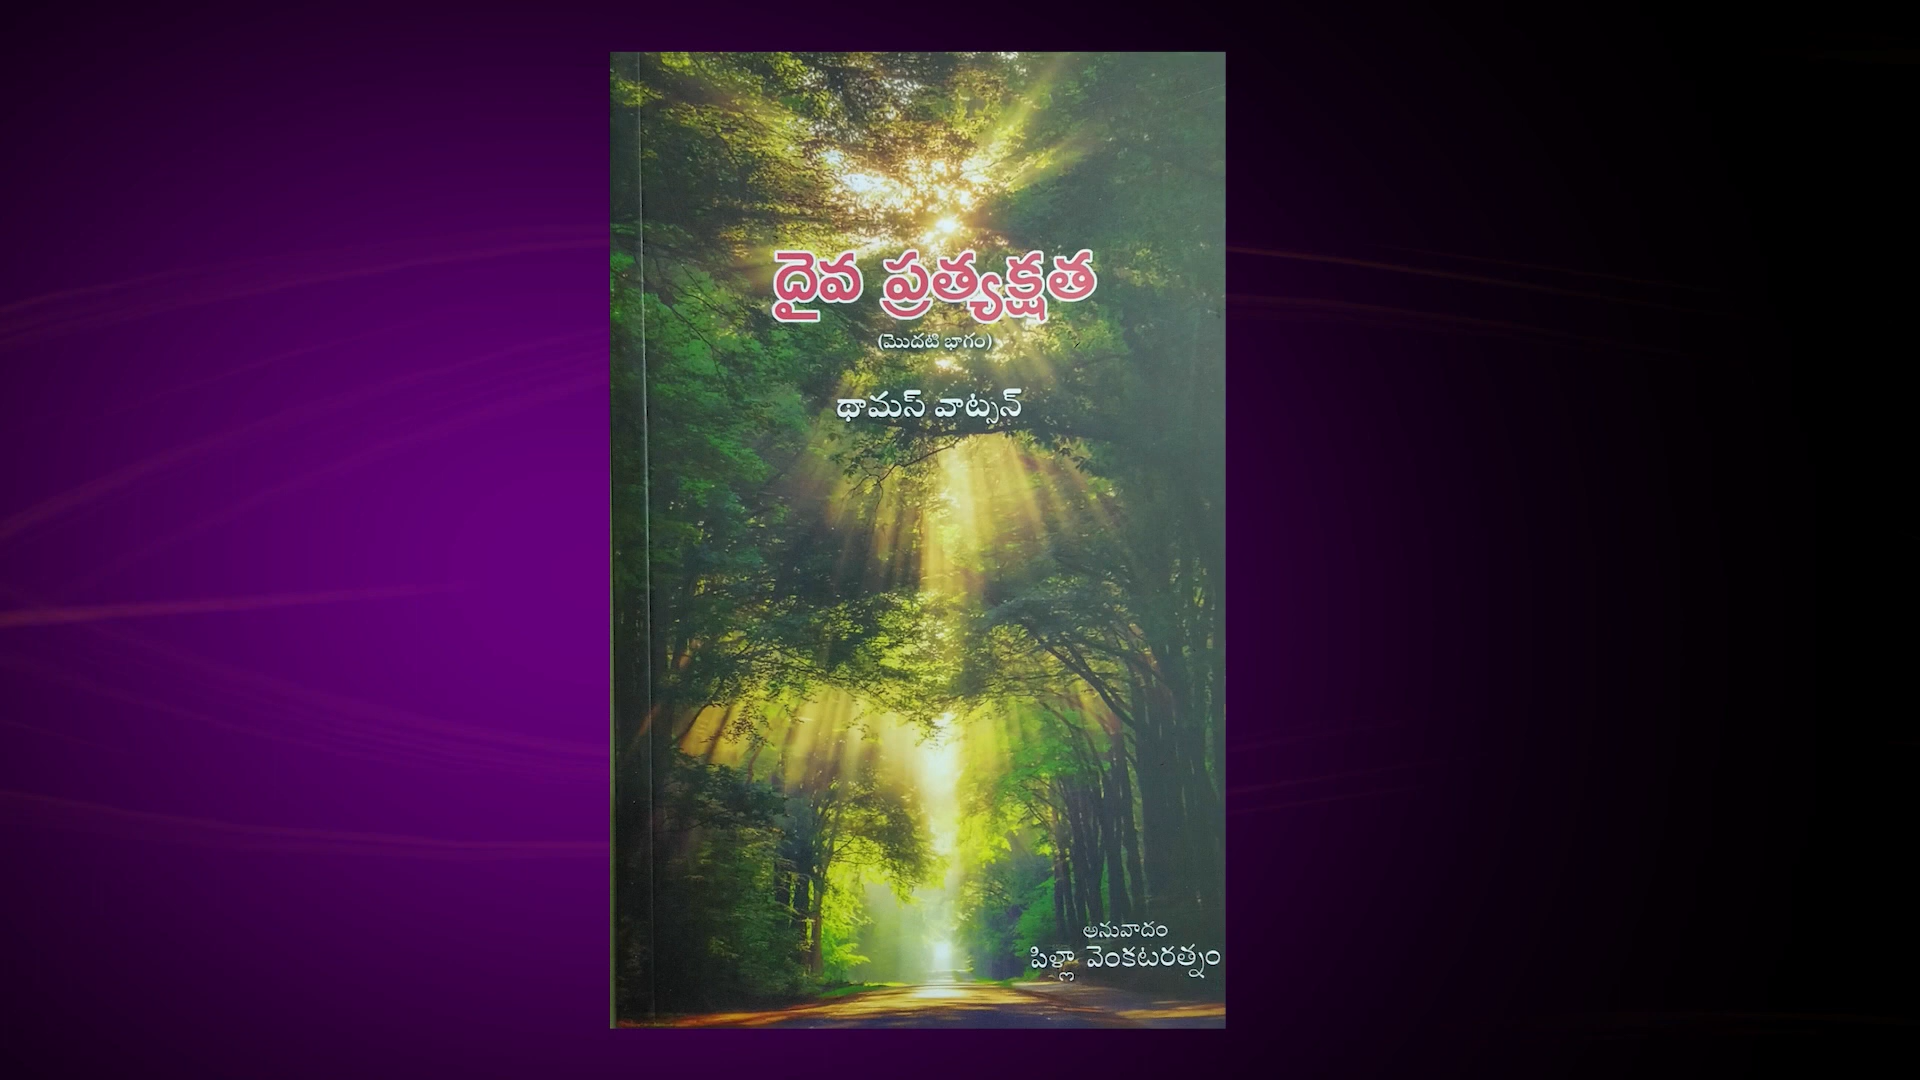 దైవ ప్రత్యక్షత
(మొదటి భాగం)
థామస్ వాట్సన్
అనువాదం
పిళ్లా వెంకటరత్నం